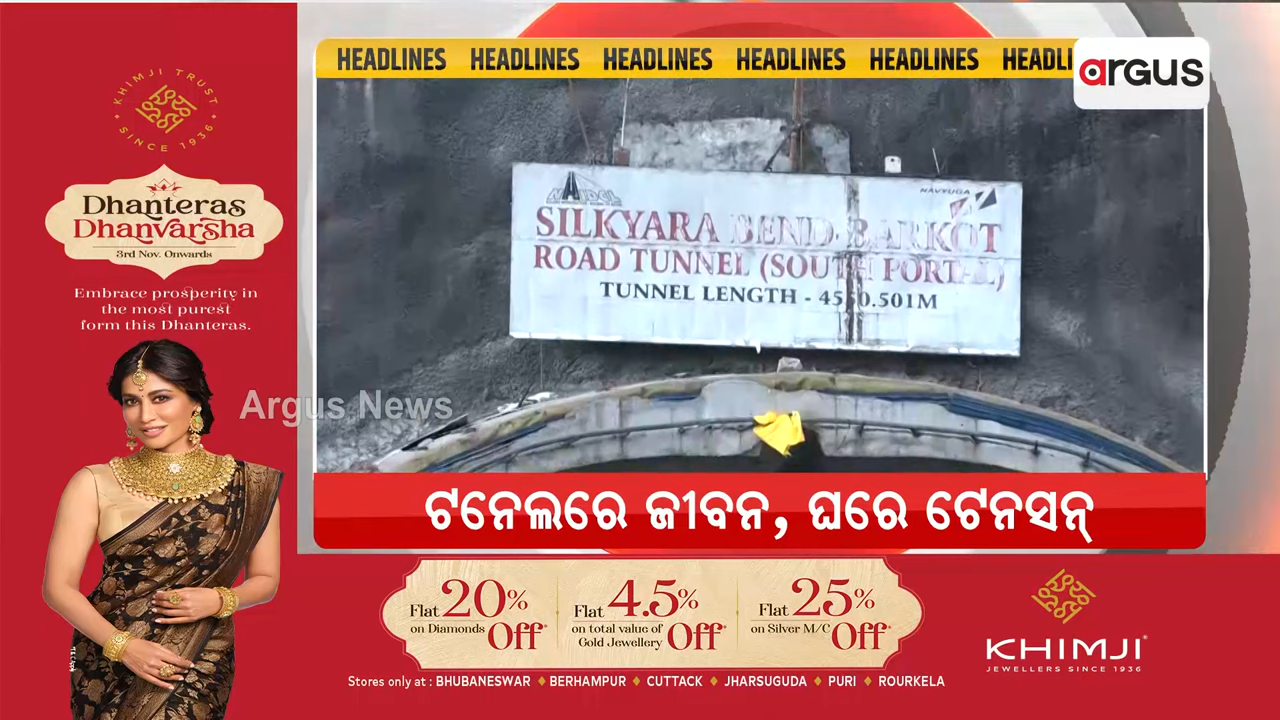 HEADLINES HEADLINES HEADLINES HEADLINES HEADLINES HEADLI
argus
KHIMJI TRUST
SINCE 1936
Dhanteras
Dhanvarsha
3rd Nov. Onwards
Embrace prosperity in
the most purest
form this Dhanteras.
Argus News
NHIDCL
NAVYUGA
SILKYARA BEND-BARKOT
ROAD TUNNEL (SOUTH PORTAL)
TUNNEL LENGTH - 4550.501M
ଟନେଲରେ ଜୀବନ, ଘରେ ଟେନସନ୍
Flat 20% Off*
on Diamonds
Flat 4.5% Off*
on total value of
Gold Jewellery
Flat 25% Off*
on Silver M/C
KHIMJI
JEWELLERS SINCE 1936
Stores only at : BHUBANESWAR ♦ BERHAMPUR ♦ CUTTACK ♦ JHARSUGUDA ♦ PURI ♦ ROURKELA